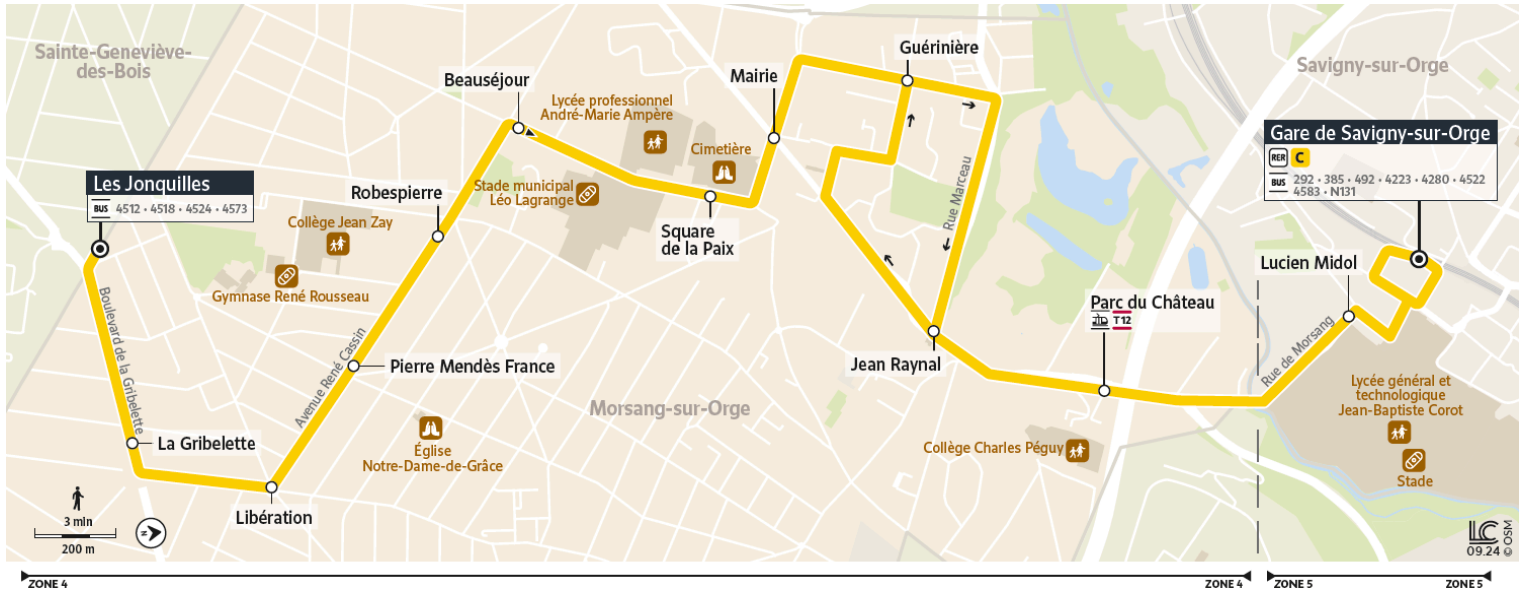 Sainte-Geneviève-
des-Bois
Savigny-sur-Orge
Morsang-sur-Orge
Les Jonquilles
BUS 4512 • 4518 • 4524 • 4573
Boulevard de la Gribelette
La Gribelette
Libération
Avenue René Cassin
Pierre Mendès France
Robespierre
Beauséjour
Collège Jean Zay
Gymnase René Rousseau
Église
Notre-Dame-de-Grâce
Lycée professionnel
André-Marie Ampère
Stade municipal
Léo Lagrange
Cimetière
Square
de la Paix
Mairie
Guérinière
Rue Marceau
Jean Raynal
Parc du Château
T12
Collège Charles Péguy
Rue de Morsang
Lucien Midol
Gare de Savigny-sur-Orge
RER C
BUS 292 • 385 • 492 • 4223 • 4280 • 4522
4583 • N131
Lycée général et
technologique
Jean-Baptiste Corot
Stade
3 min
200 m
N
LC
09.24 © OSM
ZONE 4
ZONE 4
ZONE 5
ZONE 5